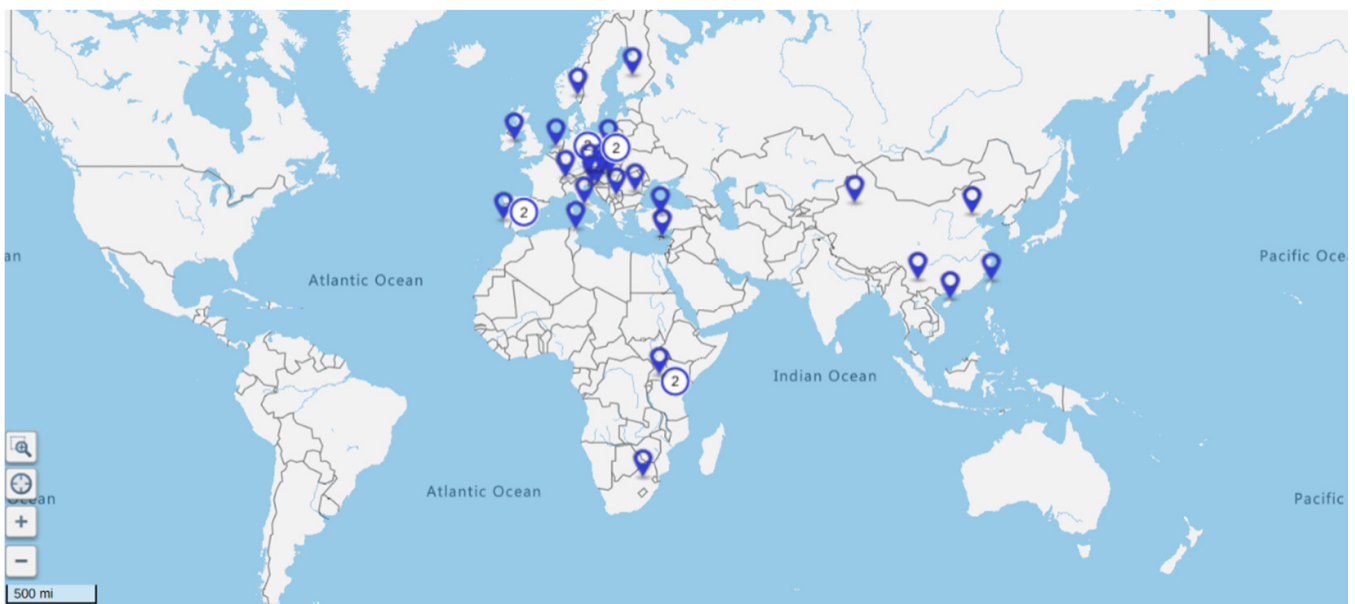 2
2
2
an
Pacific Oce
Atlantic Ocean
Indian Ocean
2
Atlantic Ocean
Ocean
Pacific
500 mi